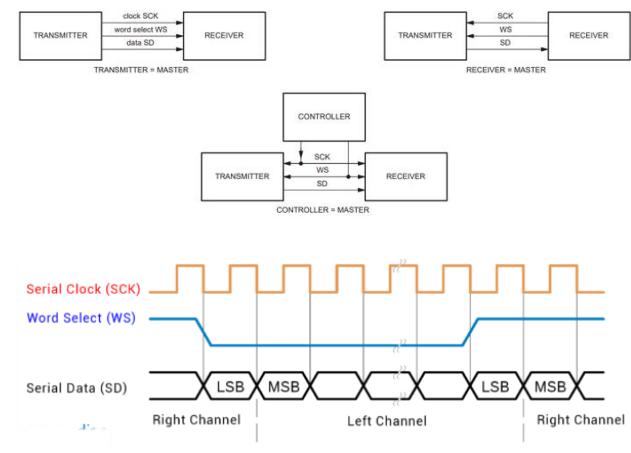 clock SCK
word select WS
data SD
TRANSMITTER
RECEIVER
TRANSMITTER = MASTER
SCK
WS
SD
TRANSMITTER
RECEIVER
RECEIVER = MASTER
CONTROLLER
SCK
WS
SD
TRANSMITTER
RECEIVER
CONTROLLER = MASTER
Serial Clock (SCK)
Word Select (WS)
Serial Data (SD)
LSB MSB LSB MSB
Right Channel Left Channel Right Channel